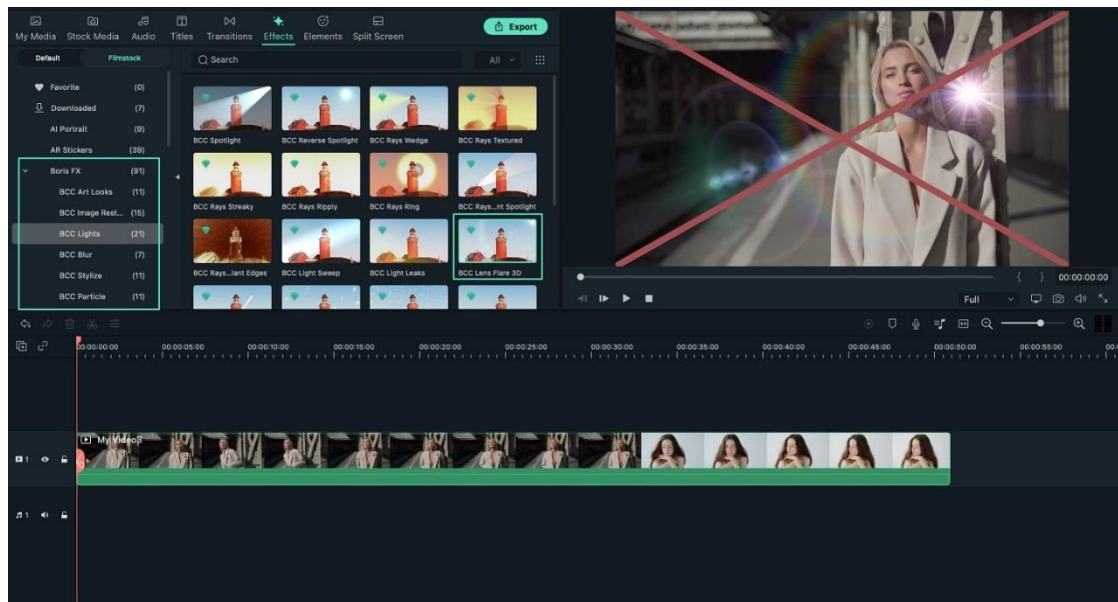 My Media Stock Media Audio Titles Transitions Effects Elements Split Screen
Export
Default Filmstock
Search
All
Favorite (0)
Downloaded (7)
AI Portrait (9)
AR Stickers (39)
Boris FX (91)
BCC Art Looks (11)
BCC Image Rest... (15)
BCC Lights (21)
BCC Blur (7)
BCC Stylize (11)
BCC Particle (11)
BCC Spotlight BCC Reverse Spotlight BCC Rays Wedge BCC Rays Textured
BCC Rays Streaky BCC Rays Ripply BCC Rays Ring BCC Rays...nt Spotlight
BCC Rays...iant Edges BCC Light Sweep BCC Light Leaks BCC Lens Flare 3D
{ } 00:00:00:00
Full
00:00:00:00 00:00:05:00 00:00:10:00 00:00:15:00 00:00:20:00 00:00:25:00 00:00:30:00 00:00:35:00 00:00:40:00 00:00:45:00 00:00:50:00 00:00:55:00
My Video3
1
1